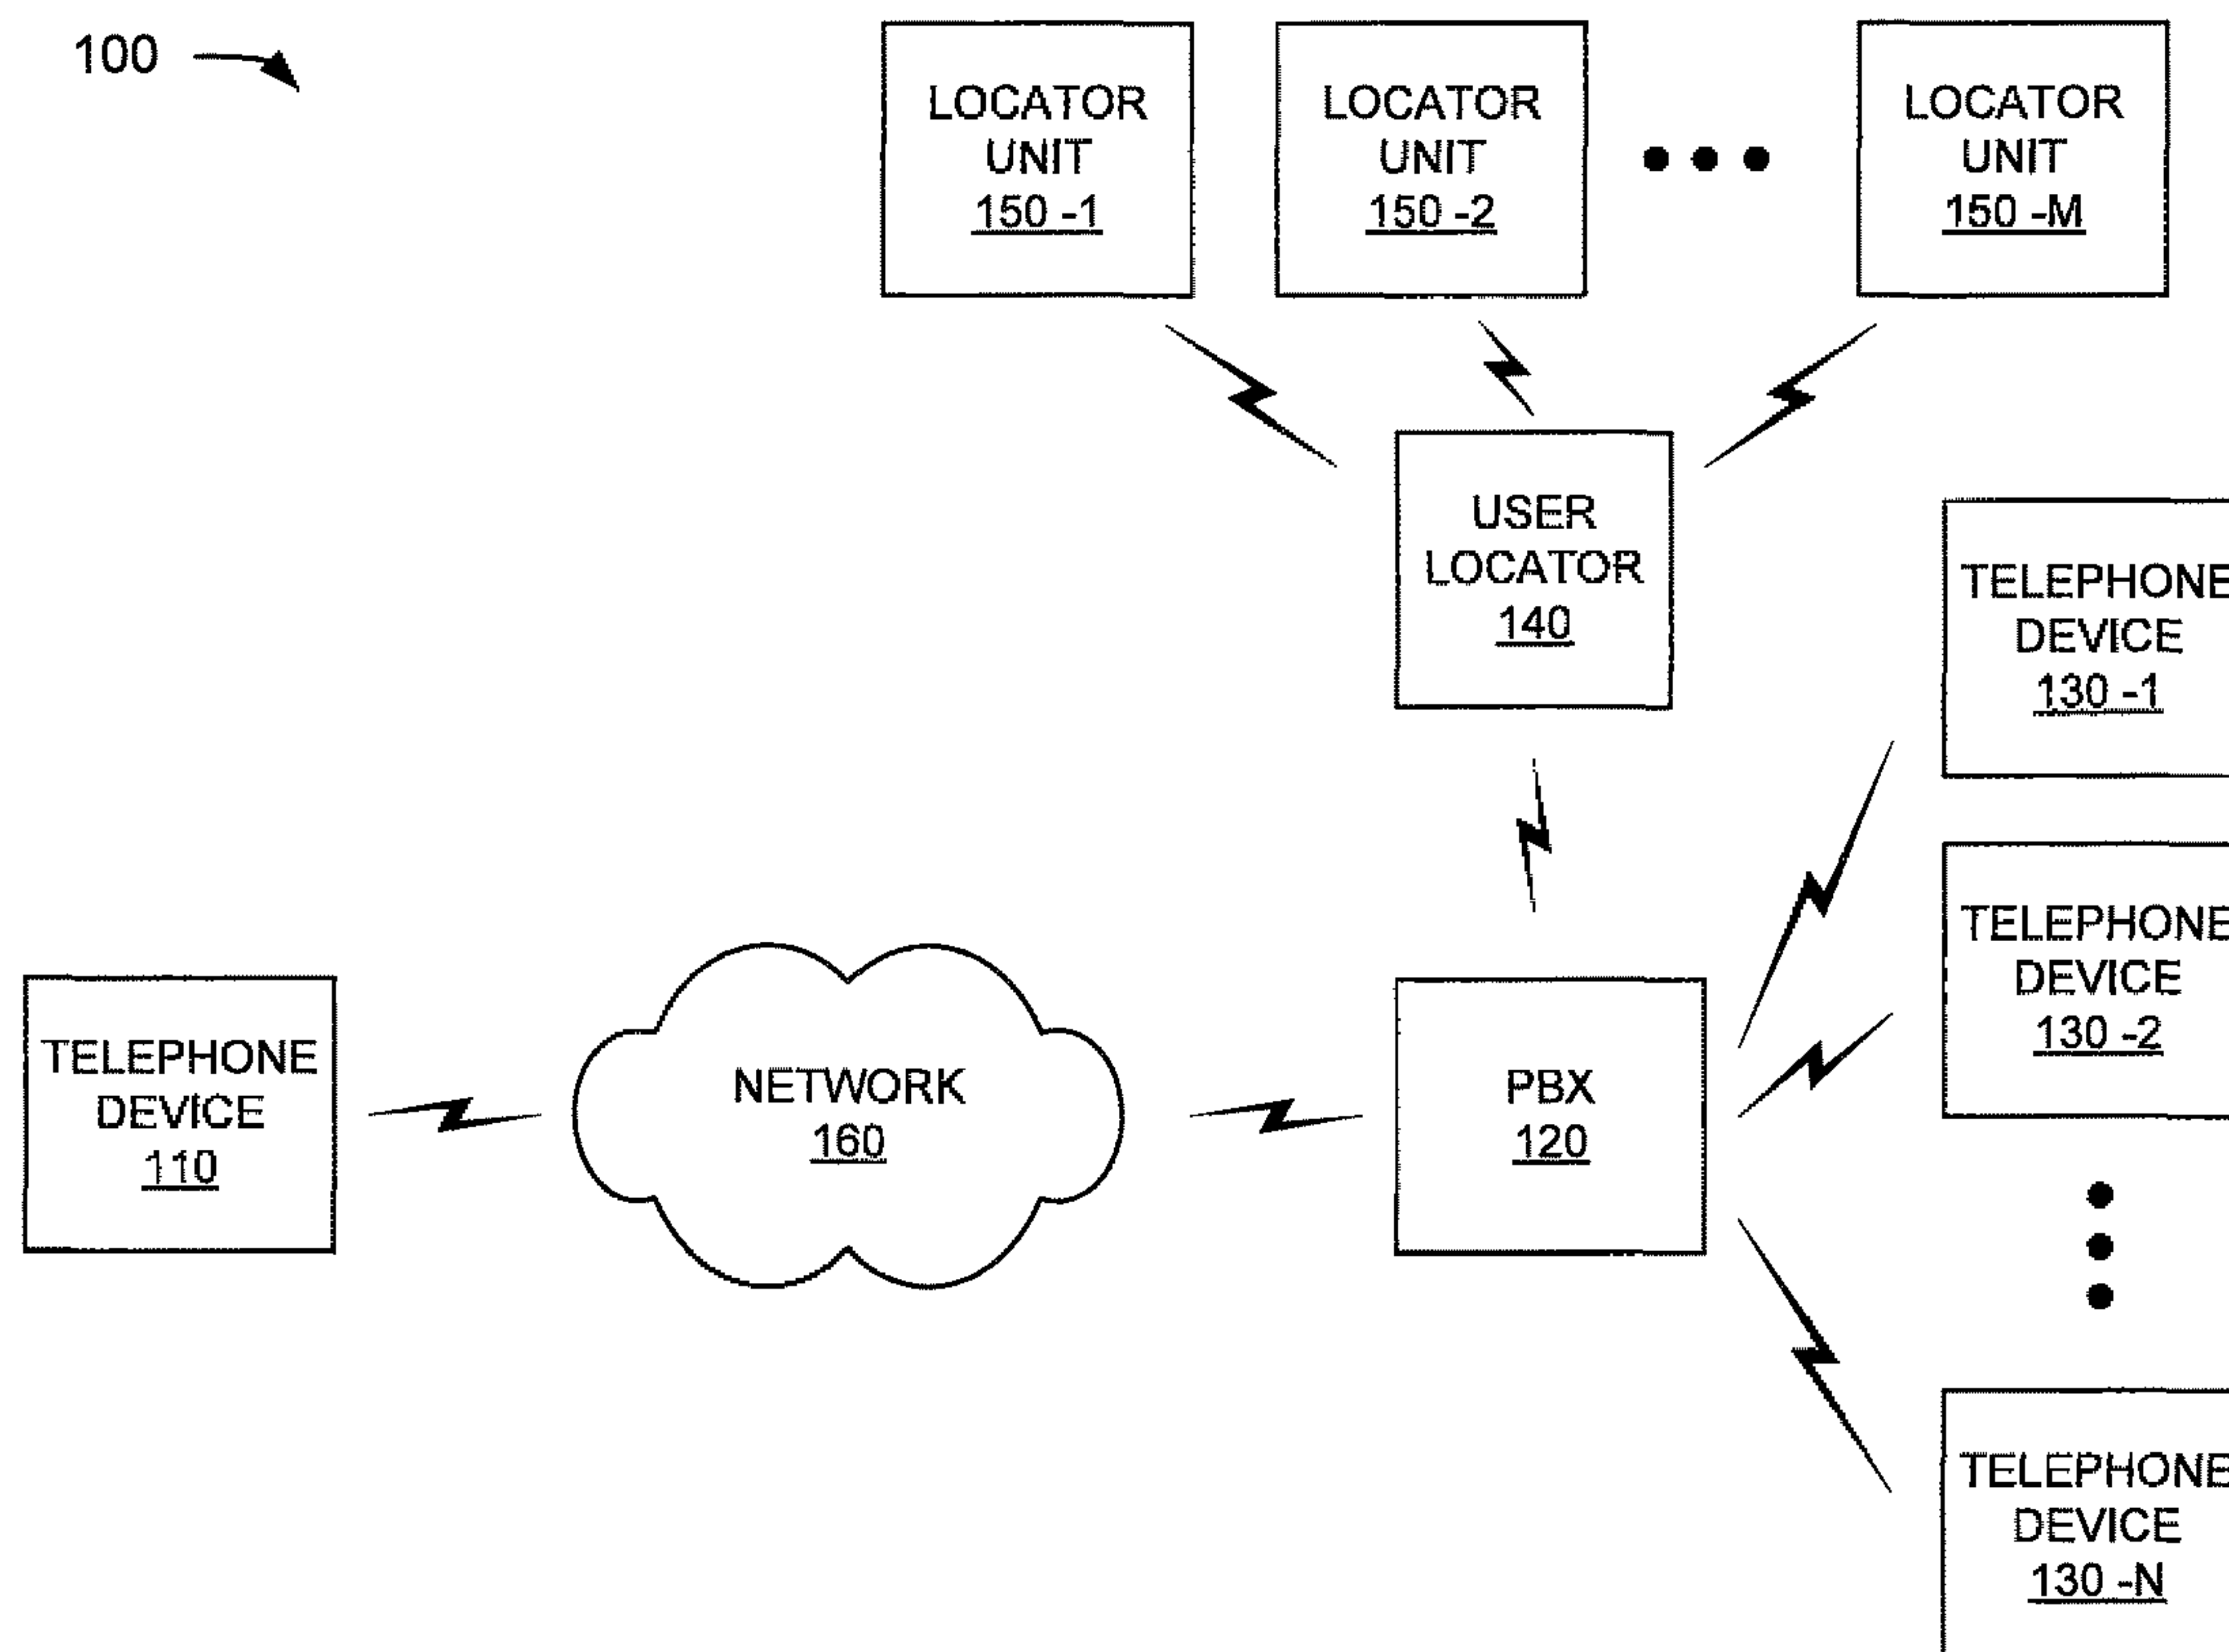 100
LOCATOR
UNIT
150 -1
LOCATOR
UNIT
150 -2
LOCATOR
UNIT
150 -M
USER
LOCATOR
140
TELEPHONE
DEVICE
130 -1
TELEPHONE
DEVICE
130 -2
TELEPHONE
DEVICE
110
NETWORK
160
PBX
120
TELEPHONE
DEVICE
130 -N